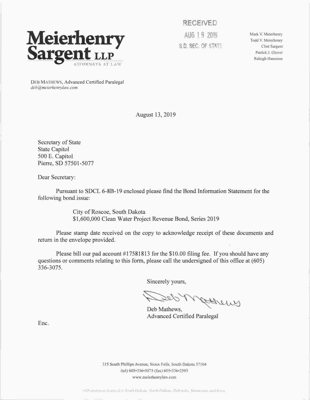 Meierhenry
Sargent LLP
ATTORNEYS AT LAW
RECEIVED
AUG 19 2019
S.D. SEC. OF STATE
Mark V. Meierhenry
Todd V. Meierhenry
Clint Sargent
Patrick J. Glover
Raleigh Hansman
DEB MATHEWS, Advanced Certified Paralegal
deb@meierhenrylaw.com
August 13, 2019
Secretary of State
State Capitol
500 E. Capitol
Pierre, SD 57501-5077
Dear Secretary:
Pursuant to SDCL 6-8B-19 enclosed please find the Bond Information Statement for the
following bond issue:
City of Roscoe, South Dakota
$1,600,000 Clean Water Project Revenue Bond, Series 2019
Please stamp date received on the copy to acknowledge receipt of these documents and
return in the envelope provided.
Please bill our pad account #17581813 for the $10.00 filing fee. If you should have any
questions or comments relating to this form, please call the undersigned of this office at (605)
336-3075.
Sincerely yours,
Deb Mathews
Deb Mathews,
Advanced Certified Paralegal
Enc.
315 South Phillips Avenue, Sioux Falls, South Dakota 57104
(tel) 605•336•3075 (fax) 605•336•2593
www.meierhenrylaw.com